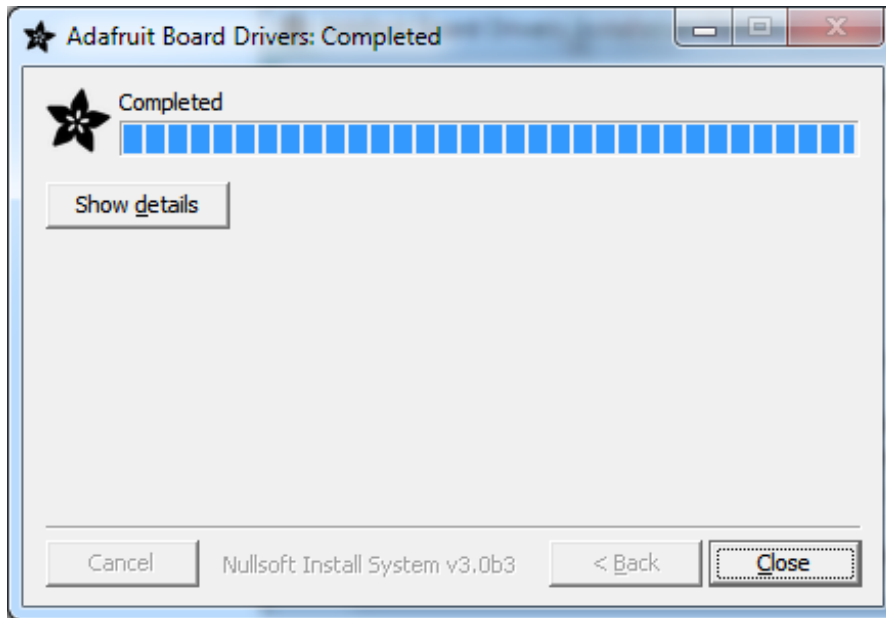 Adafruit Board Drivers: Completed
Completed
Show details
Cancel
Nullsoft Install System v3.0b3
< Back
Close